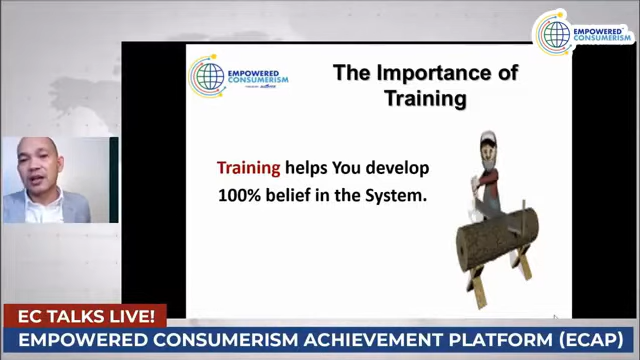 EMPOWERED
CONSUMERISM
EMPOWERED
CONSUMERISM
The Importance of
Training
Training helps You develop
100% belief in the System.
EC TALKS LIVE!
EMPOWERED CONSUMERISM ACHIEVEMENT PLATFORM (ECAP)